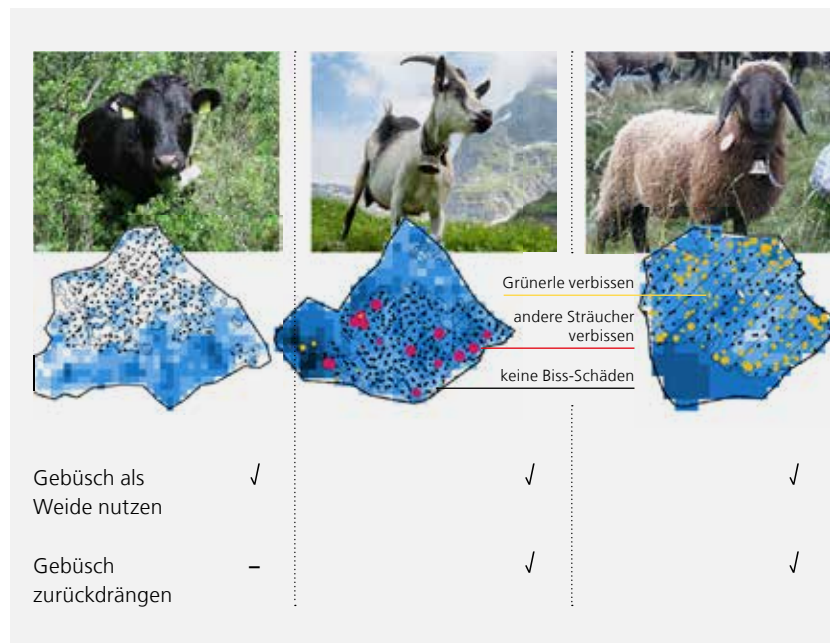 Grünerle verbissen
andere Sträucher
verbissen
keine Biss-Schäden
Gebüsch als
Weide nutzen
√ √ √
Gebüsch
zurückdrängen
– √ √